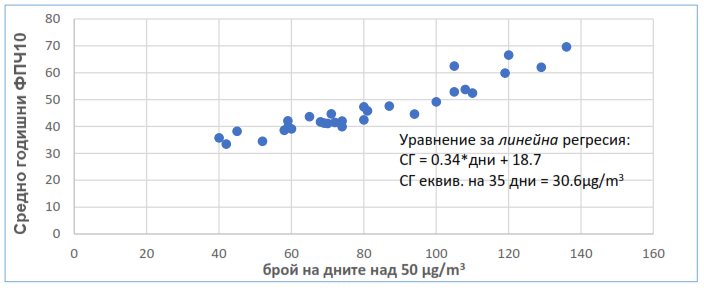 Средно годишни ФПЧ10
80
70
60
50
40
30
20
10
0
Уравнение за линейна регресия:
СГ = 0.34*дни + 18.7
СГ еквив. на 35 дни = 30.6µg/m³
0 20 40 60 80 100 120 140 160
брой на дните над 50 µg/m³